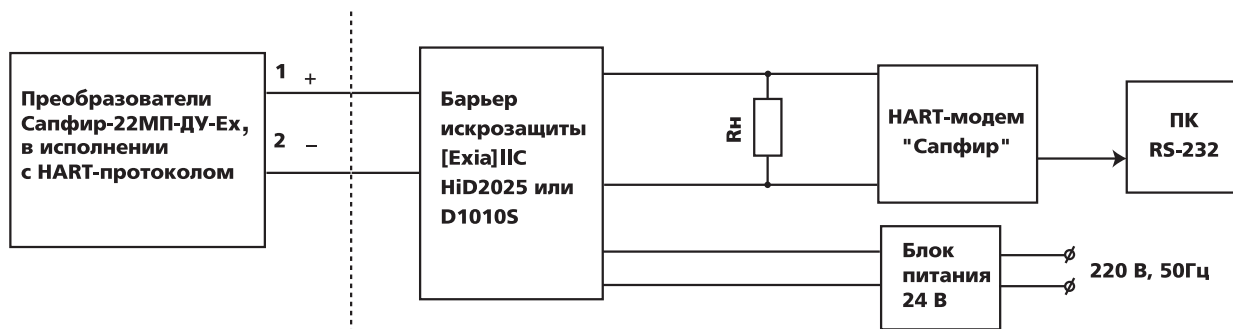 Преобразователи
Сапфир-22МП-ДУ-Ех,
в исполнении
с HART-протоколом
1 +
2 –
Барьер
искрозащиты
[Exia]IIC
HiD2025 или
D1010S
Rн
HART-модем
"Сапфир"
ПК
RS-232
Блок
питания
24 В
220 В, 50Гц